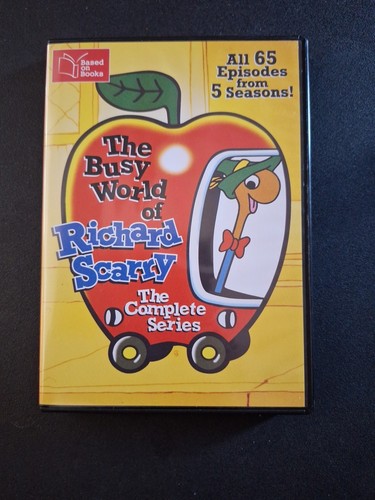 Based
on
Books
All 65
Episodes
from
5 Seasons!
The
Busy
World
of
Richard
Scarry
The
Complete
Series